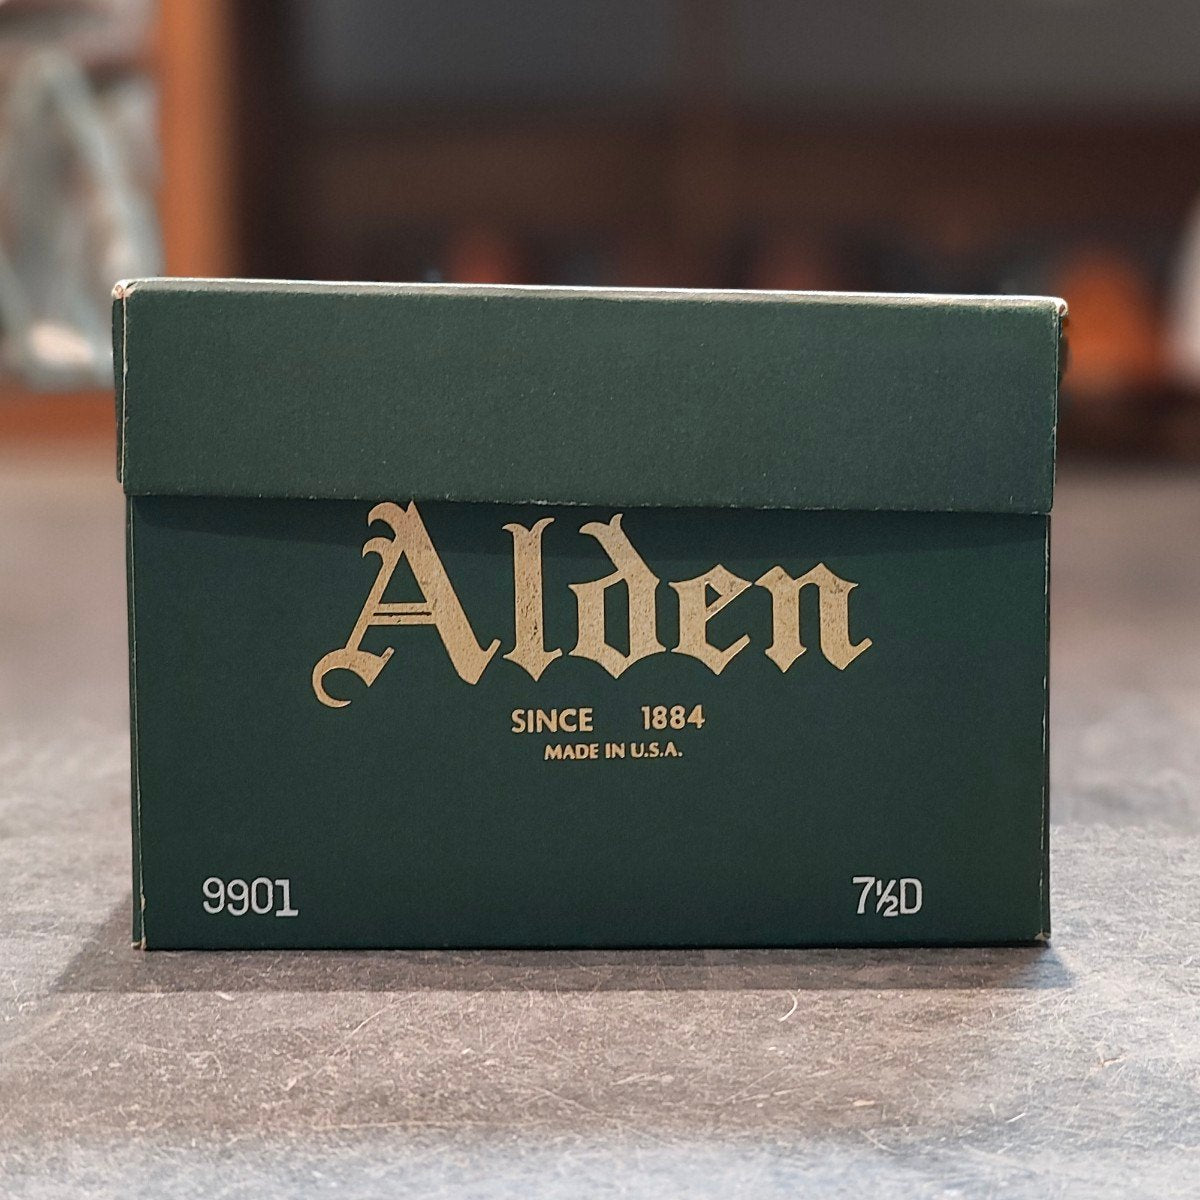 Alden
SINCE 1884
MADE IN U.S.A.
9901
7½D